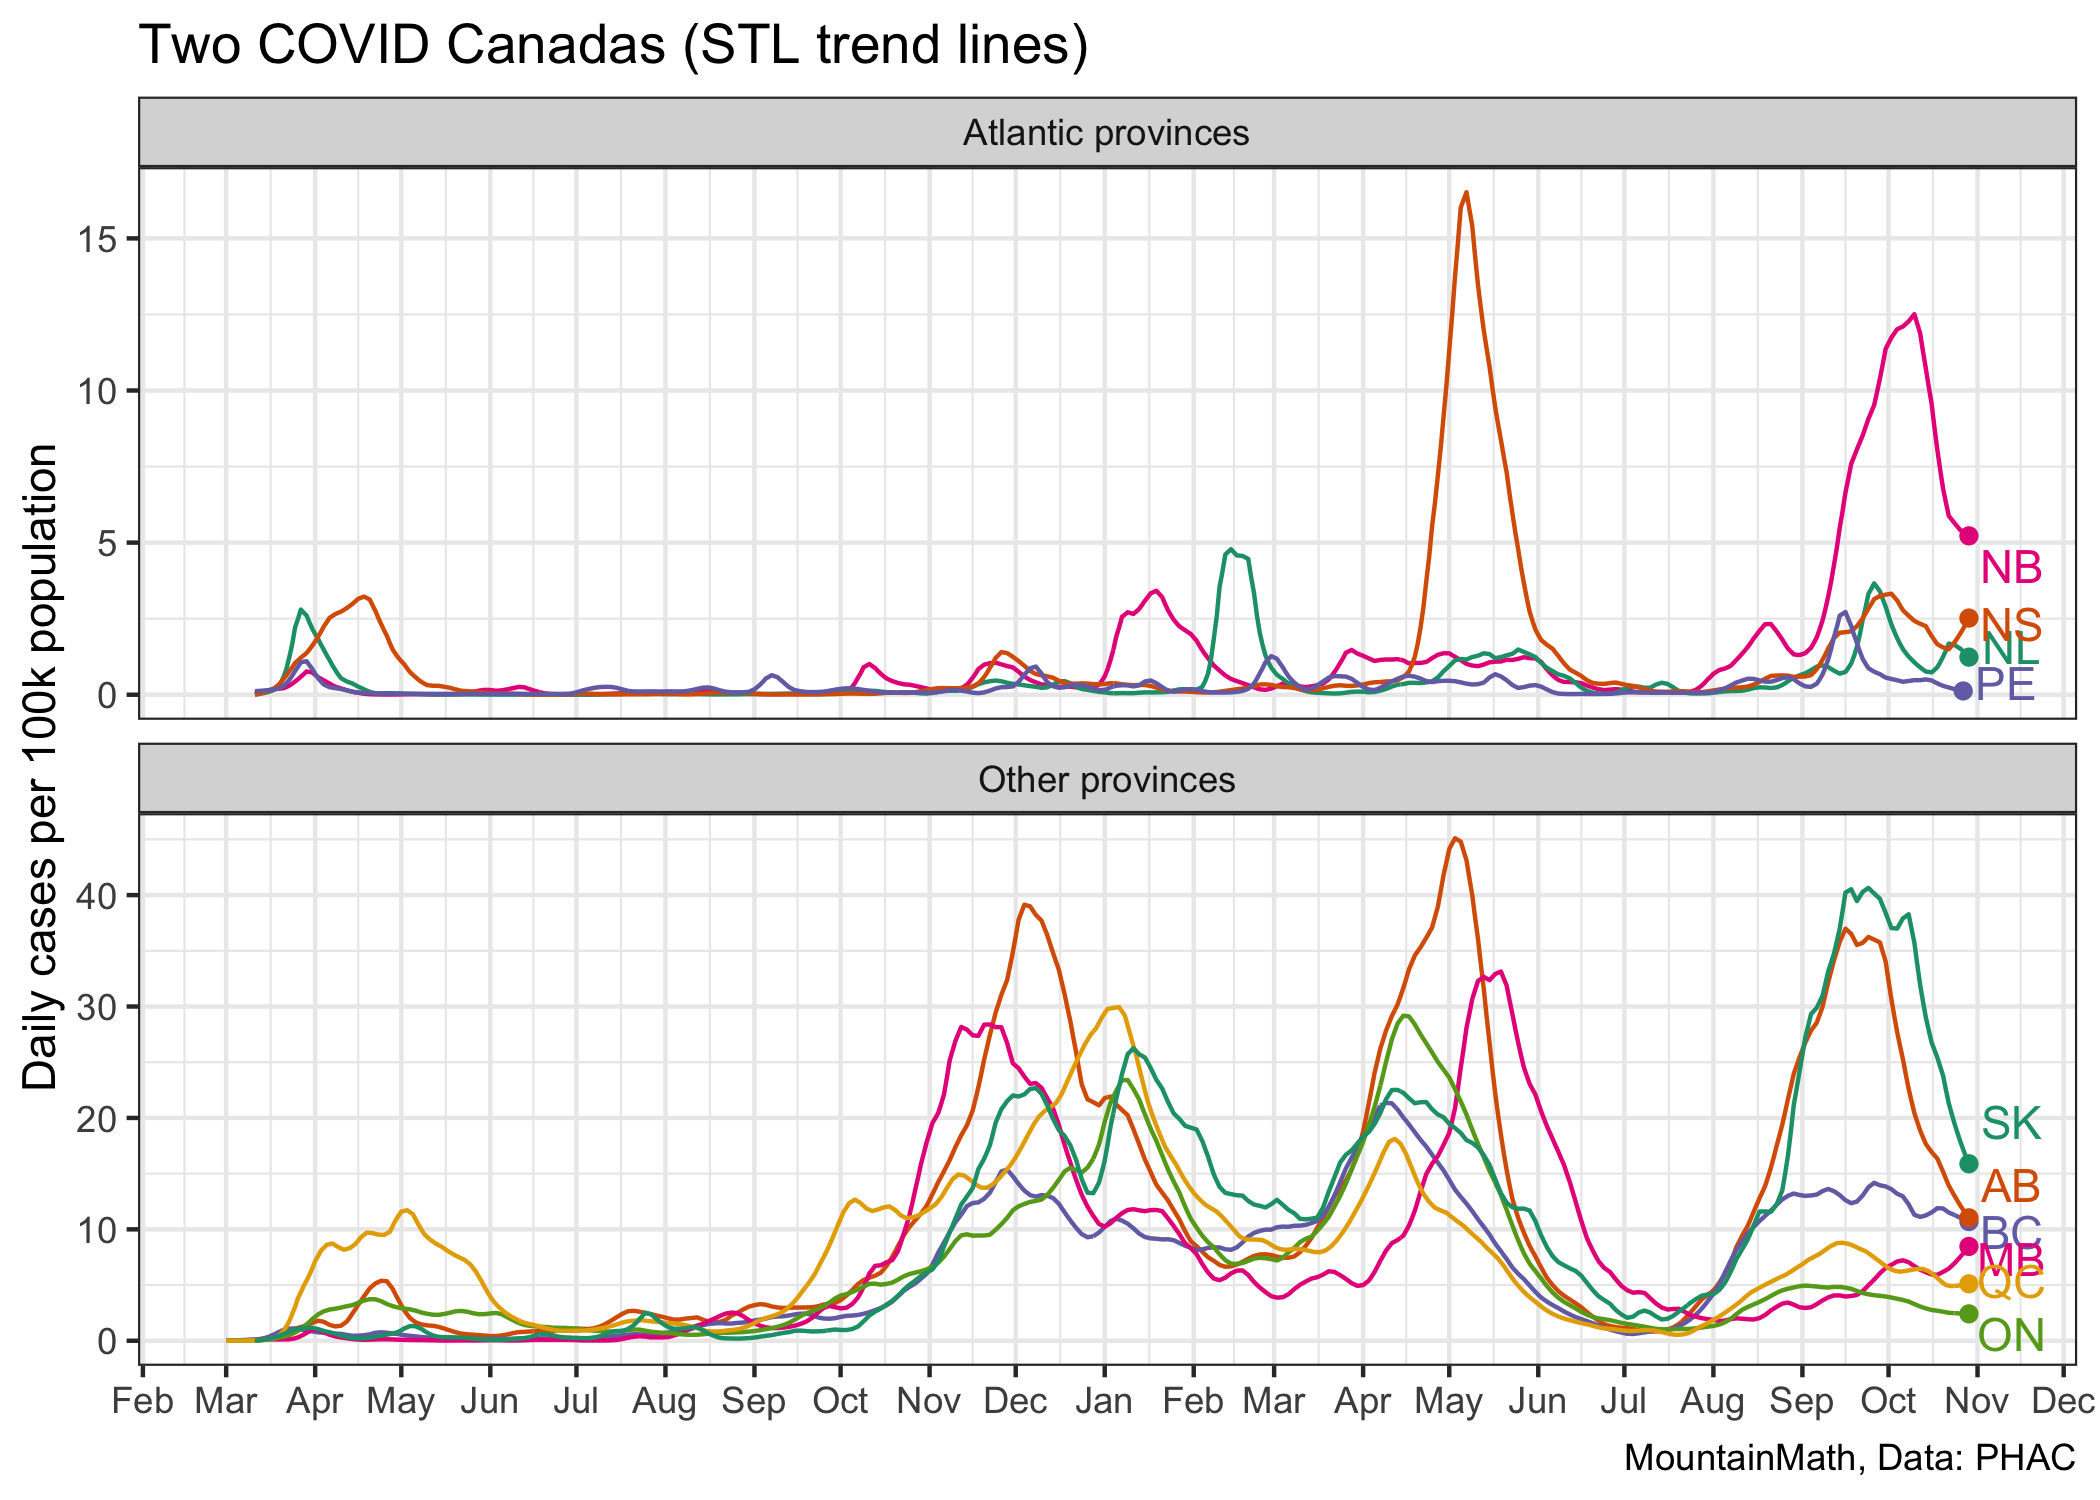 Two COVID Canadas (STL trend lines)
Atlantic provinces
15
10
5
0
NB
NS
NL
PE
Daily cases per 100k population
Other provinces
40
30
20
10
0
SK
AB
BC
MB
QC
ON
Feb Mar Apr May Jun Jul Aug Sep Oct Nov Dec Jan Feb Mar Apr May Jun Jul Aug Sep Oct Nov Dec
MountainMath, Data: PHAC